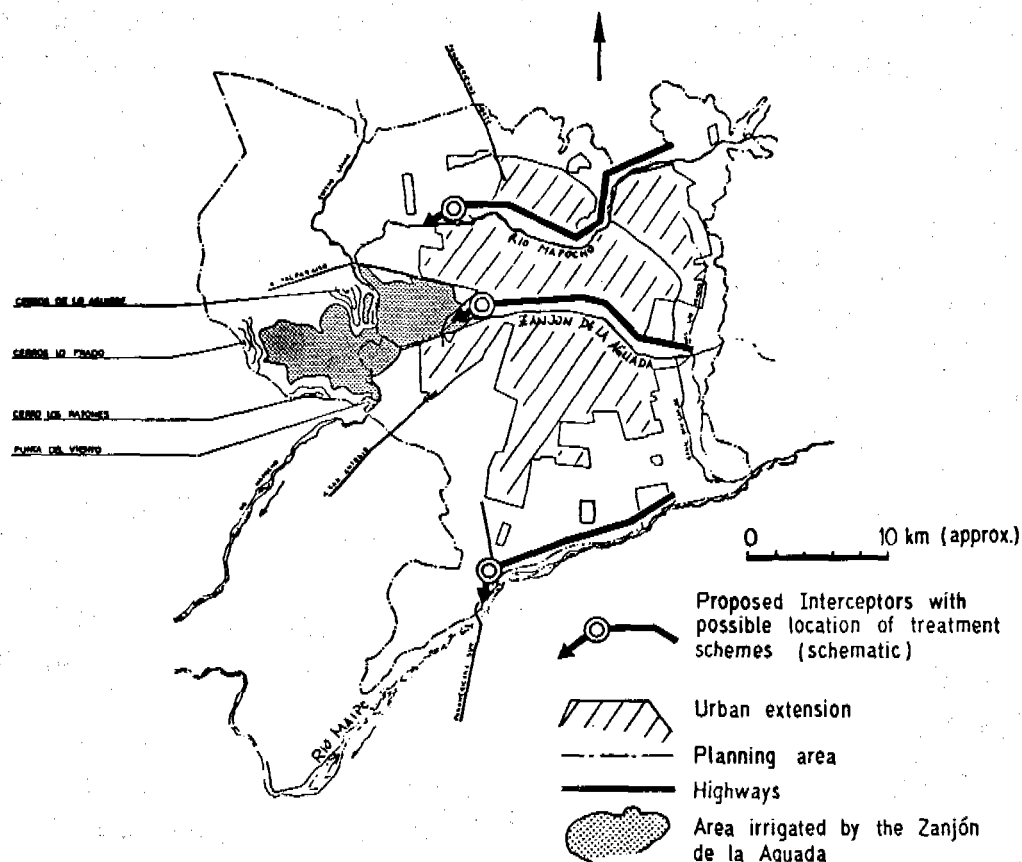 RIO MAPOCHO
CERROS DE LO AGUIRRE
ZANJON DE LA AGUADA
CERROS LO PRADO
CERRO LOS RATONES
PUNTA DEL VIENTO
RIO MAIPO
0 10 km (approx.)
Proposed Interceptors with
possible location of treatment
schemes (schematic)
Urban extension
Planning area
Highways
Area irrigated by the Zanjón
de la Aguada